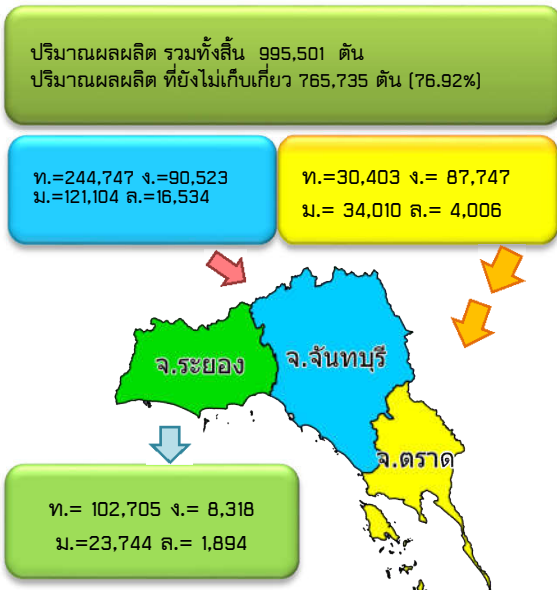 ปริมาณผลผลิต รวมทั้งสิ้น 995,501 ตัน
ปริมาณผลผลิต ที่ยังไม่เก็บเกี่ยว 765,735 ตัน (76.92%)
ท.=244,747 ง.=90,523
ม.=121,104 ล.=16,534
ท.=30,403 ง.= 87,747
ม.= 34,010 ล.= 4,006
จ.ระยอง
จ.จันทบุรี
จ.ตราด
ท.= 102,705 ง.= 8,318
ม.=23,744 ล.= 1,894